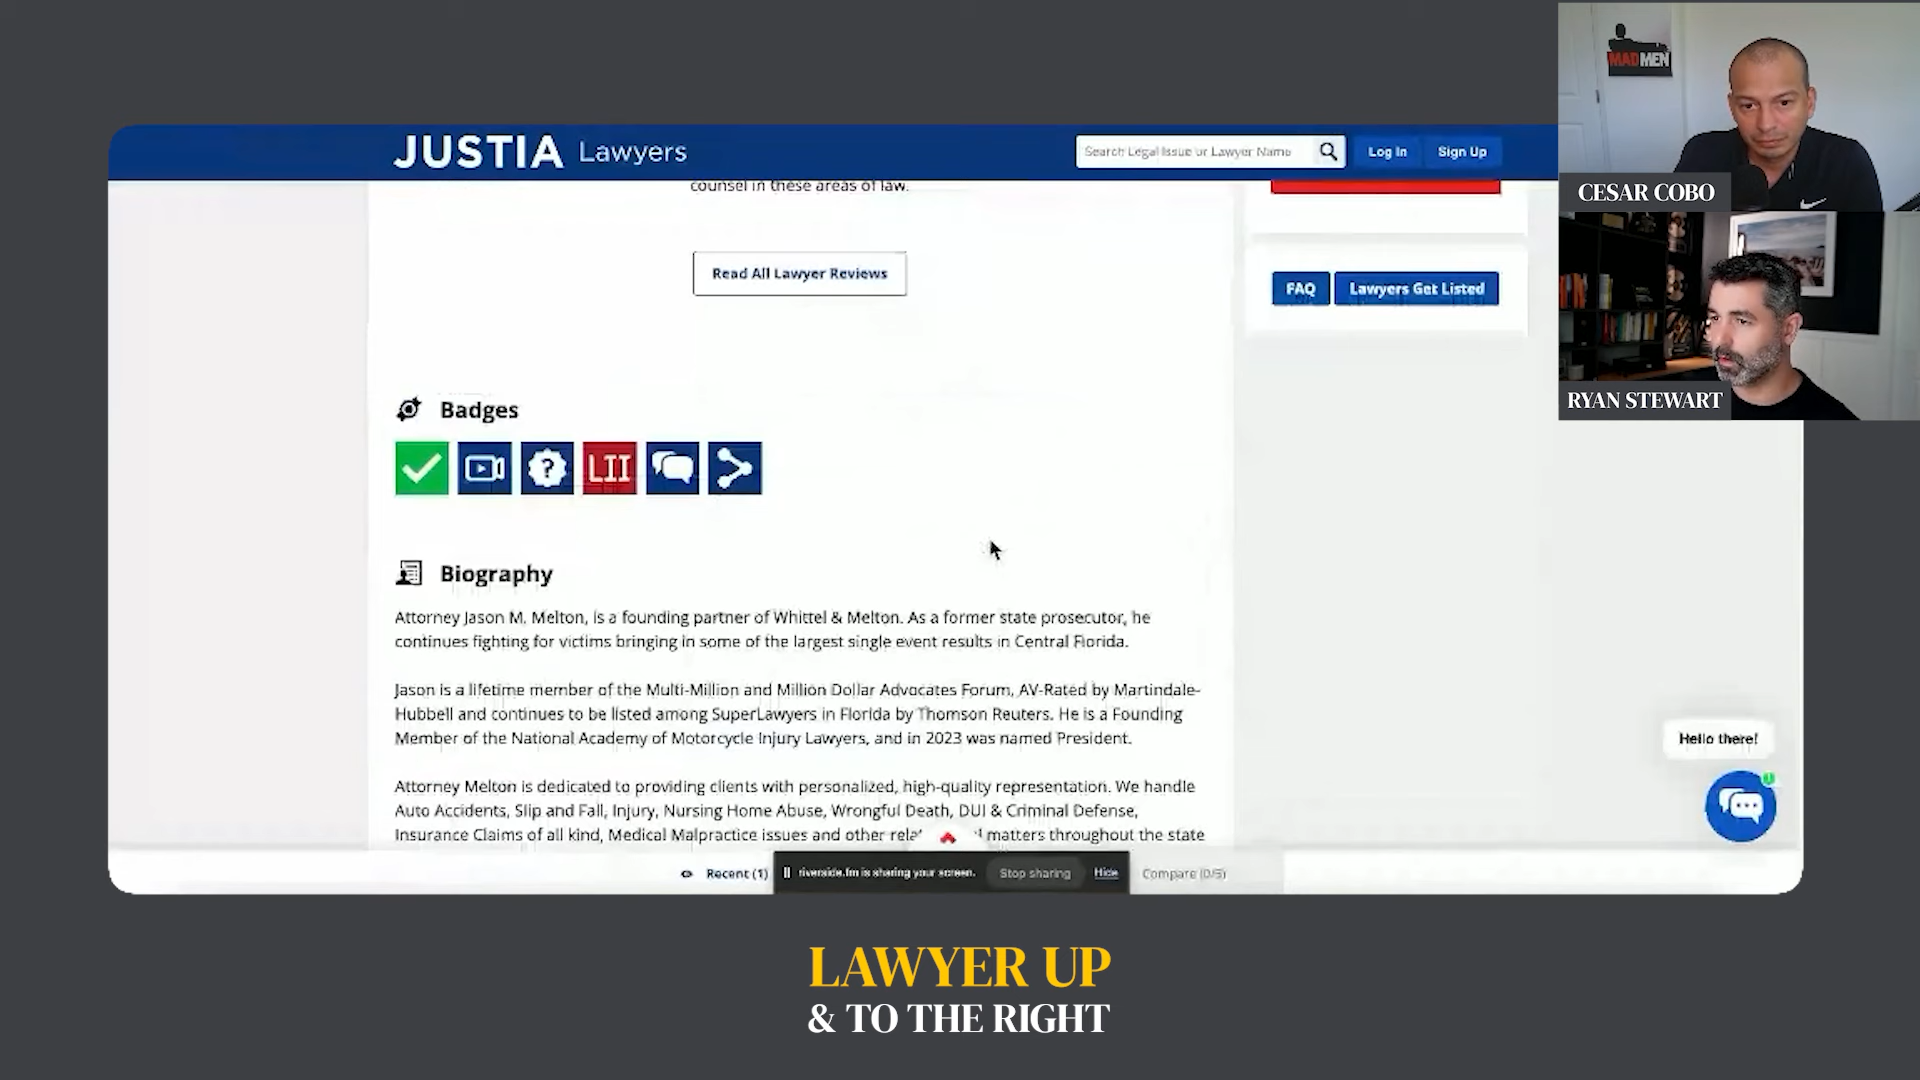 MADMEN
JUSTIA Lawyers
Search Legal Issue or Lawyer Name
Log In
Sign Up
CESAR COBO
counsel in these areas of law.
Read All Lawyer Reviews
FAQ
Lawyers Get Listed
RYAN STEWART
Badges
?
LII
Biography
Attorney Jason M. Melton, is a founding partner of Whittel & Melton. As a former state prosecutor, he
continues fighting for victims bringing in some of the largest single event results in Central Florida.
Jason is a lifetime member of the Multi-Million and Million Dollar Advocates Forum, AV-Rated by Martindale-
Hubbell and continues to be listed among SuperLawyers in Florida by Thomson Reuters. He is a Founding
Member of the National Academy of Motorcycle Injury Lawyers, and in 2023 was named President.
Hello there!
Attorney Melton is dedicated to providing clients with personalized, high-quality representation. We handle
Auto Accidents, Slip and Fall, Injury, Nursing Home Abuse, Wrongful Death, DUI & Criminal Defense,
Insurance Claims of all kind, Medical Malpractice issues and other matters throughout the state
Recent (1)
riverside.fm is sharing your screen.
Stop sharing
Hide
Compare (0/5)
LAWYER UP
& TO THE RIGHT